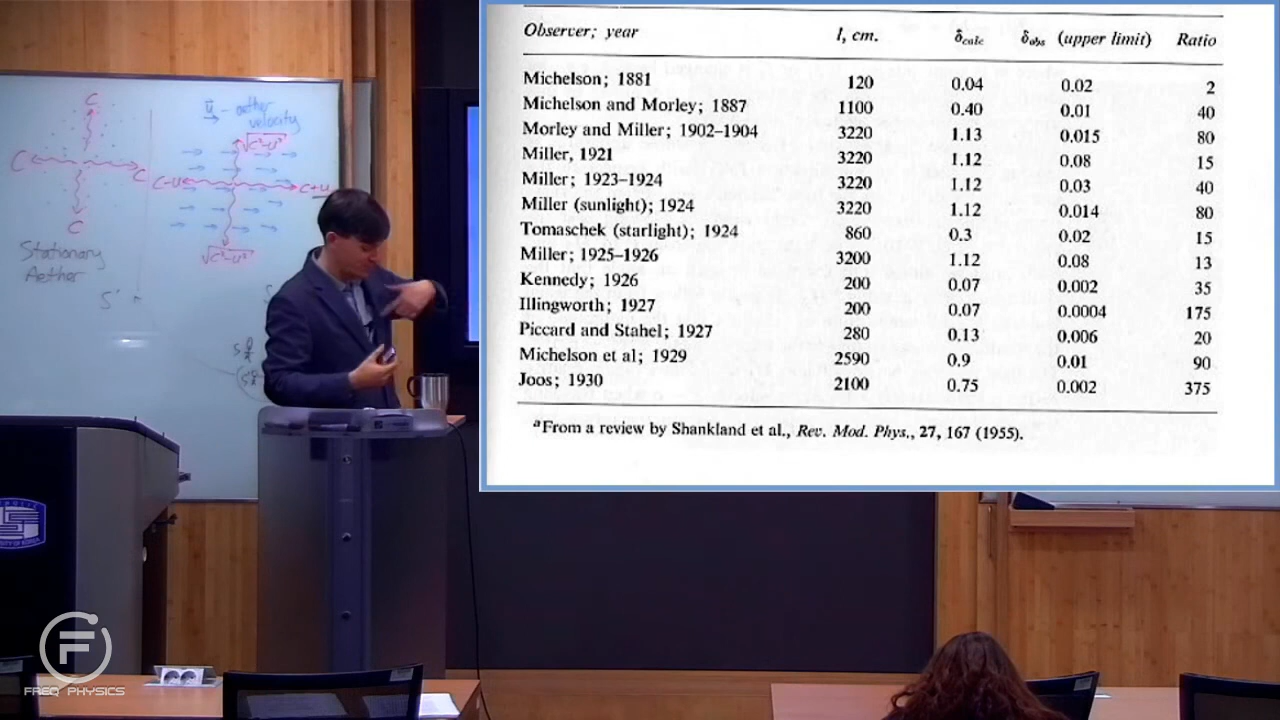 Observer; year l, cm. δcalc δobs (upper limit) Ratio
Michelson; 1881 120 0.04 0.02 2
Michelson and Morley; 1887 1100 0.40 0.01 40
Morley and Miller; 1902–1904 3220 1.13 0.015 80
Miller, 1921 3220 1.12 0.08 15
Miller; 1923–1924 3220 1.12 0.03 40
Miller (sunlight); 1924 3220 1.12 0.014 80
Tomaschek (starlight); 1924 860 0.3 0.02 15
Miller; 1925–1926 3200 1.12 0.08 13
Kennedy; 1926 200 0.07 0.002 35
Illingworth; 1927 200 0.07 0.0004 175
Piccard and Stahel; 1927 280 0.13 0.006 20
Michelson et al; 1929 2590 0.9 0.01 90
Joos; 1930 2100 0.75 0.002 375
ᵃFrom a review by Shankland et al., Rev. Mod. Phys., 27, 167 (1955).
C
C C
C
Stationary
Aether
u - aether
velocity
√c²-u²
C-u C+u
√c²-u²
FREQ PHYSICS